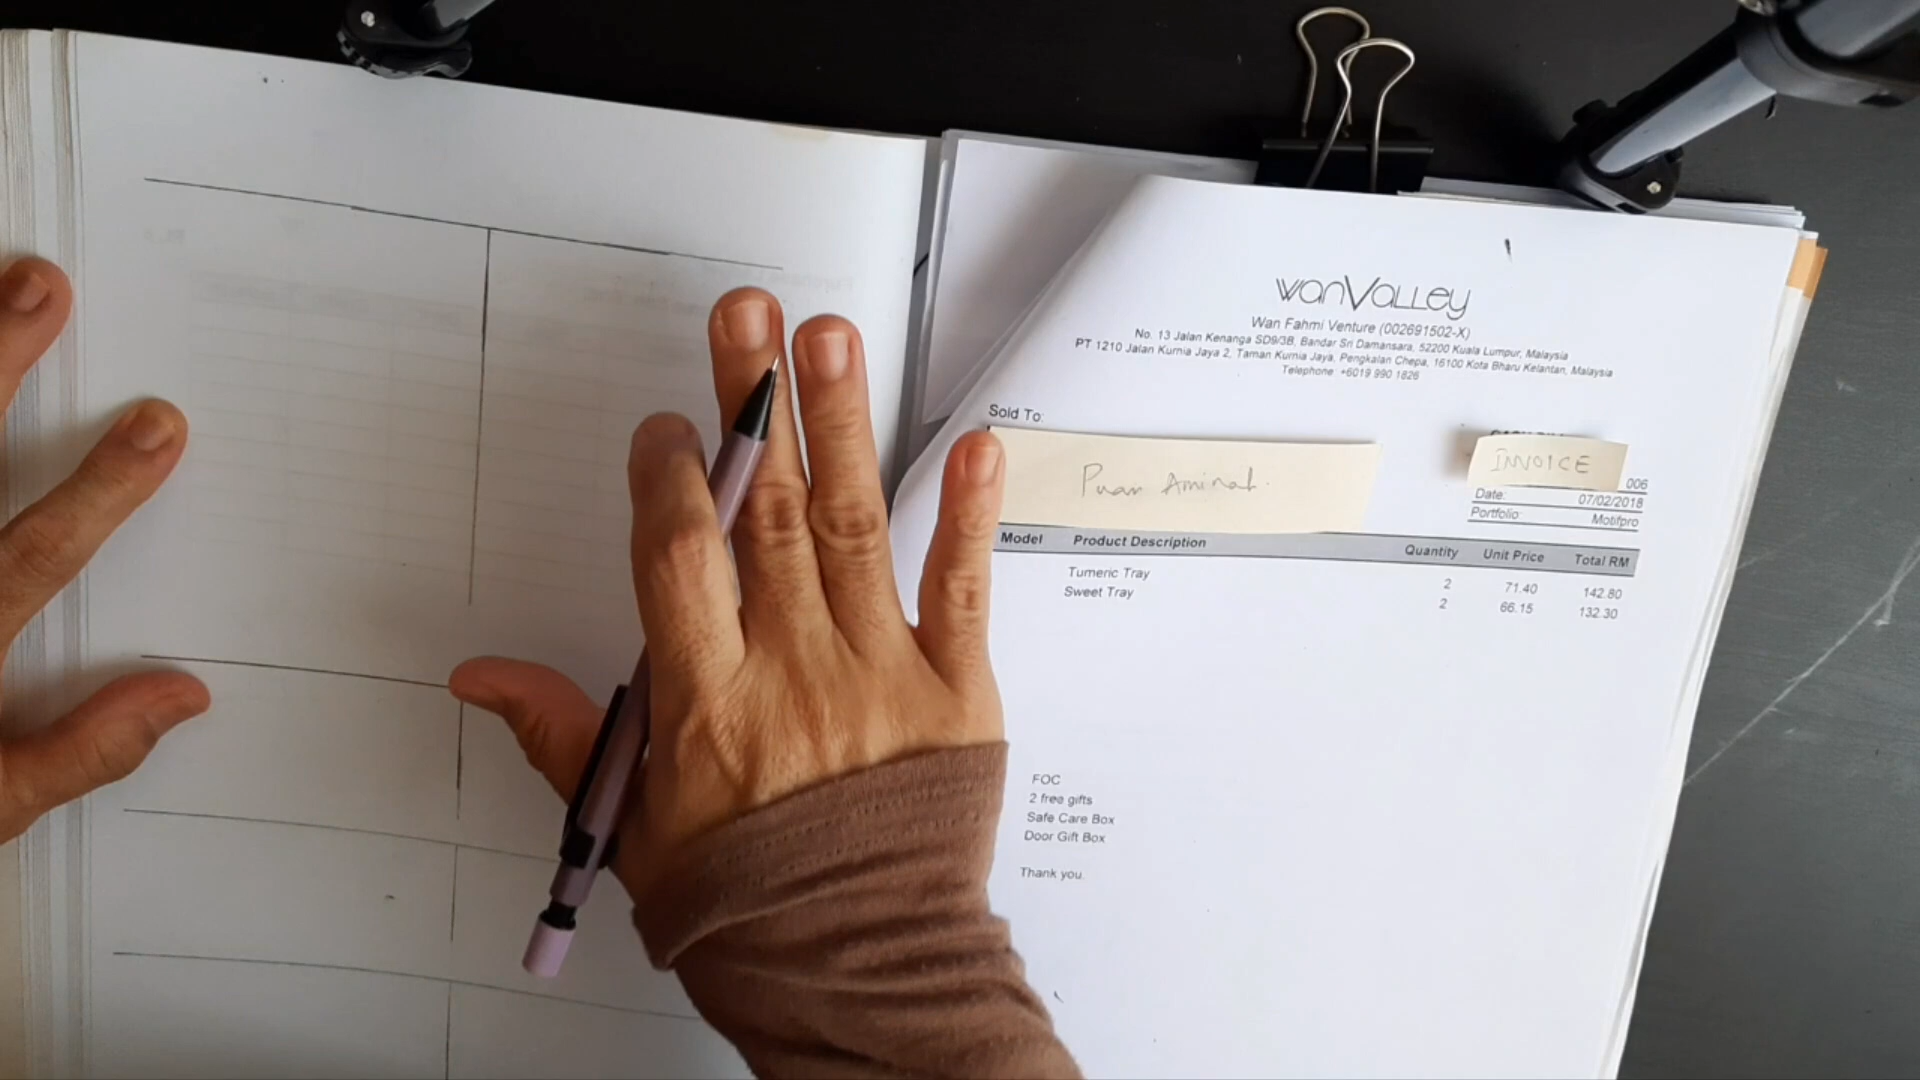 wanValley
Wan Fahmi Venture (002691502-X)
No. 13 Jalan Kenanga SD9/3B, Bandar Sri Damansara, 52200 Kuala Lumpur, Malaysia
PT 1210 Jalan Kurnia Jaya 2, Taman Kurnia Jaya, Pengkalan Chepa, 16100 Kota Bharu Kelantan, Malaysia
Telephone +6019 990 1826
Sold To:
Puan Aminah.
INVOICE
006
Date: 07/02/2018
Portfolio Motifpro
Model Product Description Quantity Unit Price Total RM
Tumeric Tray 2 71.40 142.80
Sweet Tray 2 66.15 132.30
FOC
2 free gifts
Safe Care Box
Door Gift Box
Thank you.